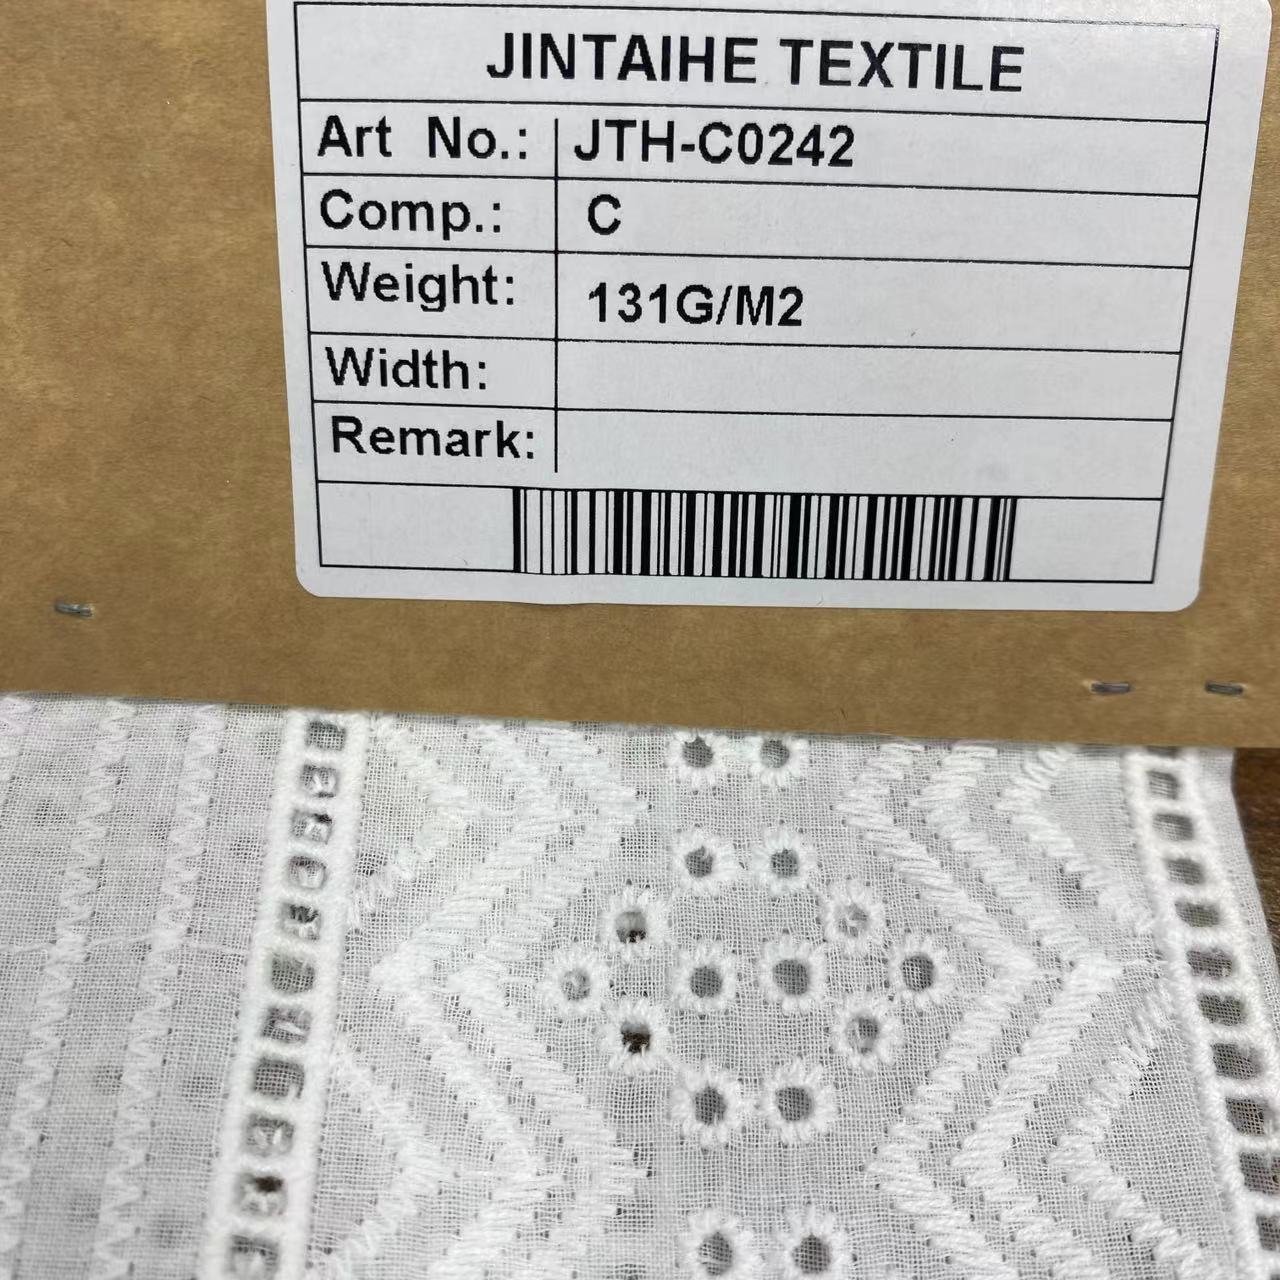 JINTAIHE TEXTILE
Art No.: JTH-C0242
Comp.: C
Weight: 131G/M2
Width:
Remark: